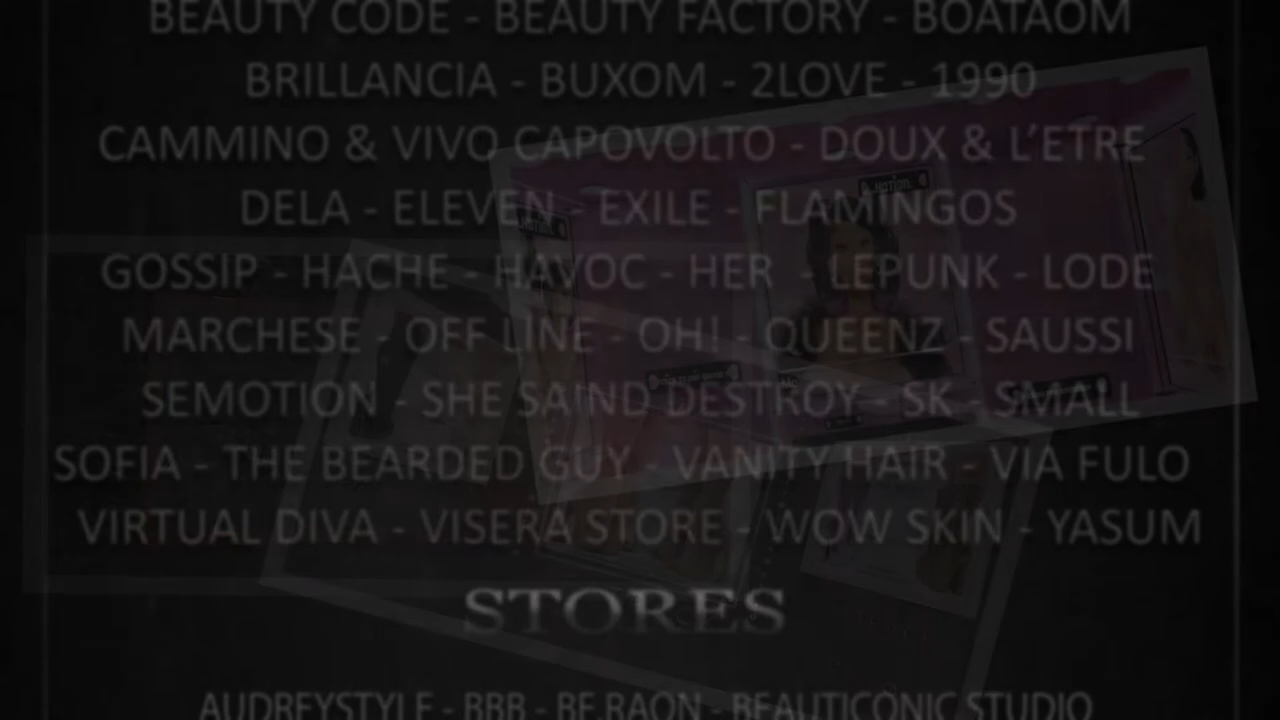 BEAUTY CODE - BEAUTY FACTORY - BOATAOM
BRILLANCIA - BUXOM - 2LOVE - 1990
CAMMINO & VIVO CAPOVOLTO - DOUX & L’ETRE
DELA - ELEVEN - EXILE - FLAMINGOS
GOSSIP - HACHE - HAVOC - HER - LEPUNK - LODE
MARCHESE - OFF LINE - OH! - QUEENZ - SAUSSI
SEMOTION - SHE SAIND DESTROY - SK - SMALL
SOFIA - THE BEARDED GUY - VANITY HAIR - VIA FULO
VIRTUAL DIVA - VISERA STORE - WOW SKIN - YASUM
STORES
AUDREYSTYLE - BBB - BE.RAON - BEAUTICONIC STUDIO